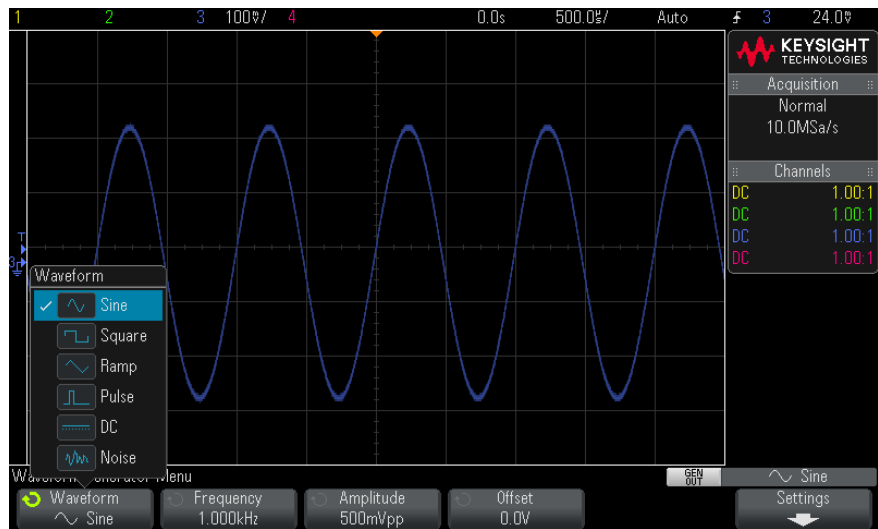 1 2 3 100mV/ 4 0.0s 500.0us/ Auto 3 24.0mV
KEYSIGHT
TECHNOLOGIES
Acquisition
Normal
10.0MSa/s
Channels
DC 1.00:1
DC 1.00:1
DC 1.00:1
DC 1.00:1
T
3
Waveform
Sine
Square
Ramp
Pulse
DC
Noise
Menu
GEN
OUT
Sine
Waveform
Sine
Frequency
1.000kHz
Amplitude
500mVpp
Offset
0.0V
Settings